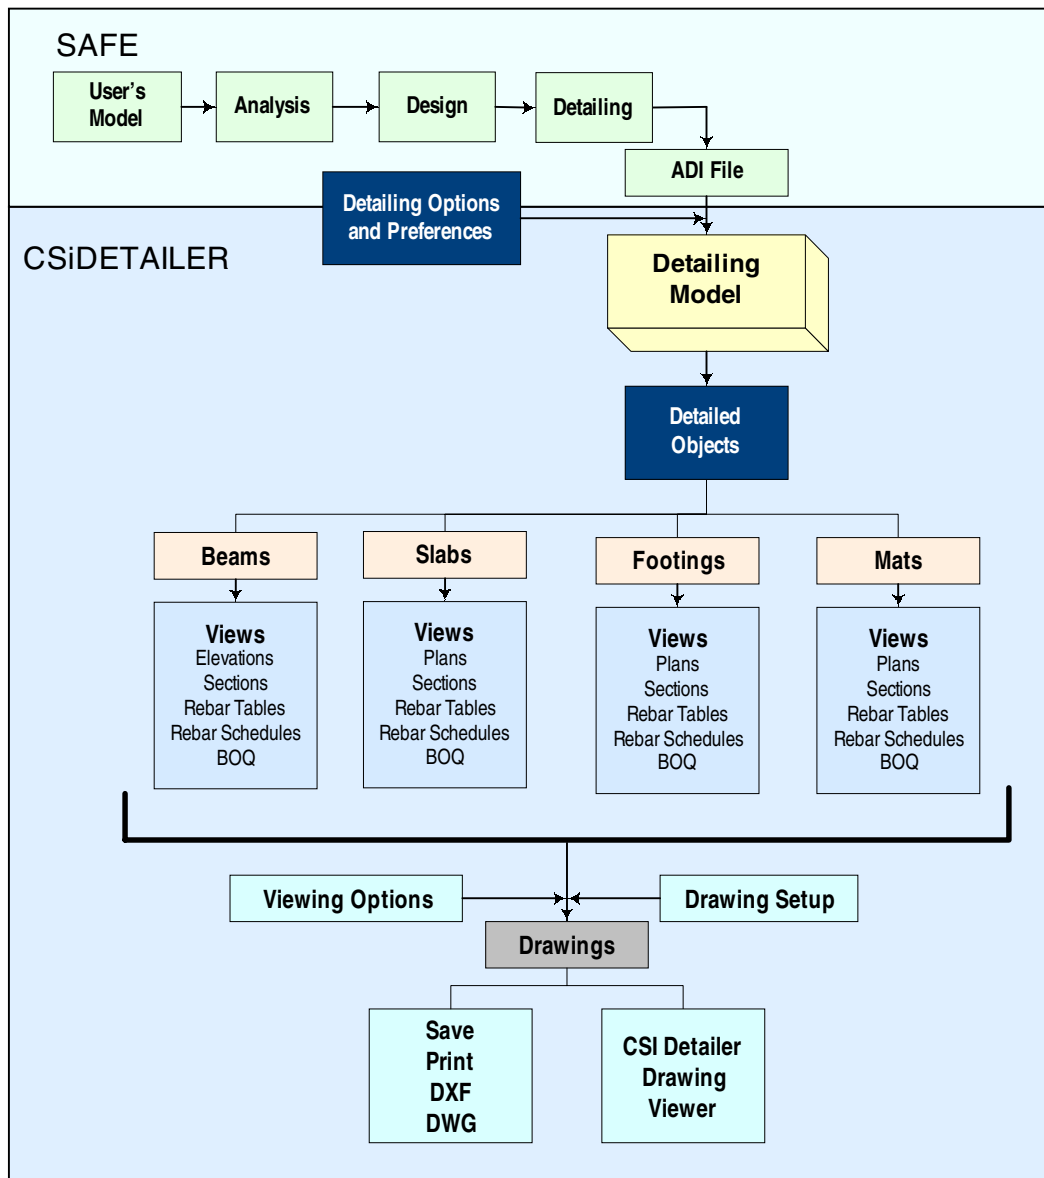 SAFE
User's
Model
Analysis
Design
Detailing
ADI File
Detailing Options
and Preferences
CSiDETAILER
Detailing
Model
Detailed
Objects
Beams
Slabs
Footings
Mats
Views
Elevations
Sections
Rebar Tables
Rebar Schedules
BOQ
Views
Plans
Sections
Rebar Tables
Rebar Schedules
BOQ
Views
Plans
Sections
Rebar Tables
Rebar Schedules
BOQ
Views
Plans
Sections
Rebar Tables
Rebar Schedules
BOQ
Viewing Options
Drawing Setup
Drawings
Save
Print
DXF
DWG
CSI Detailer
Drawing
Viewer